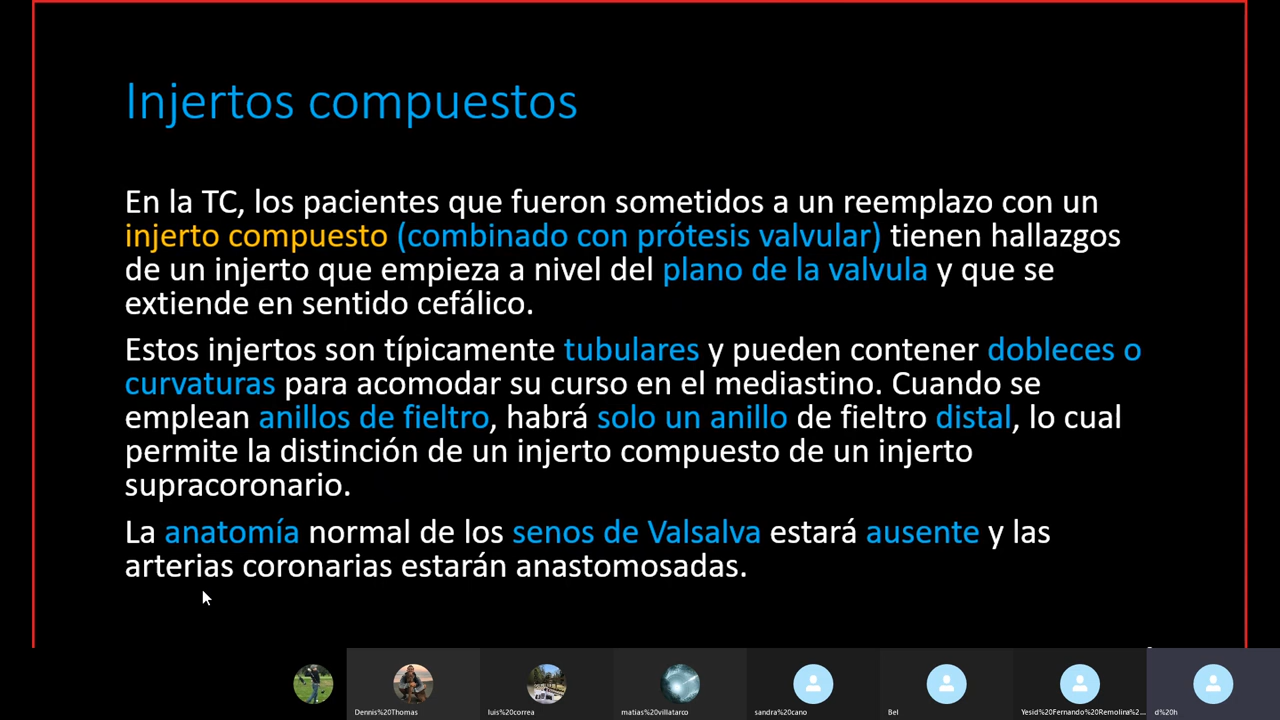 Injertos compuestos
En la TC, los pacientes que fueron sometidos a un reemplazo con un
injerto compuesto (combinado con prótesis valvular) tienen hallazgos
de un injerto que empieza a nivel del plano de la valvula y que se
extiende en sentido cefálico.
Estos injertos son típicamente tubulares y pueden contener dobleces o
curvaturas para acomodar su curso en el mediastino. Cuando se
emplean anillos de fieltro, habrá solo un anillo de fieltro distal, lo cual
permite la distinción de un injerto compuesto de un injerto
supracoronario.
La anatomía normal de los senos de Valsalva estará ausente y las
arterias coronarias estarán anastomosadas.
Dennis%20Thomas
luis%20correa
matias%20villatarco
sandra%20cano
Bel
Yesid%20Fernando%20Remolina%2...
d%20h